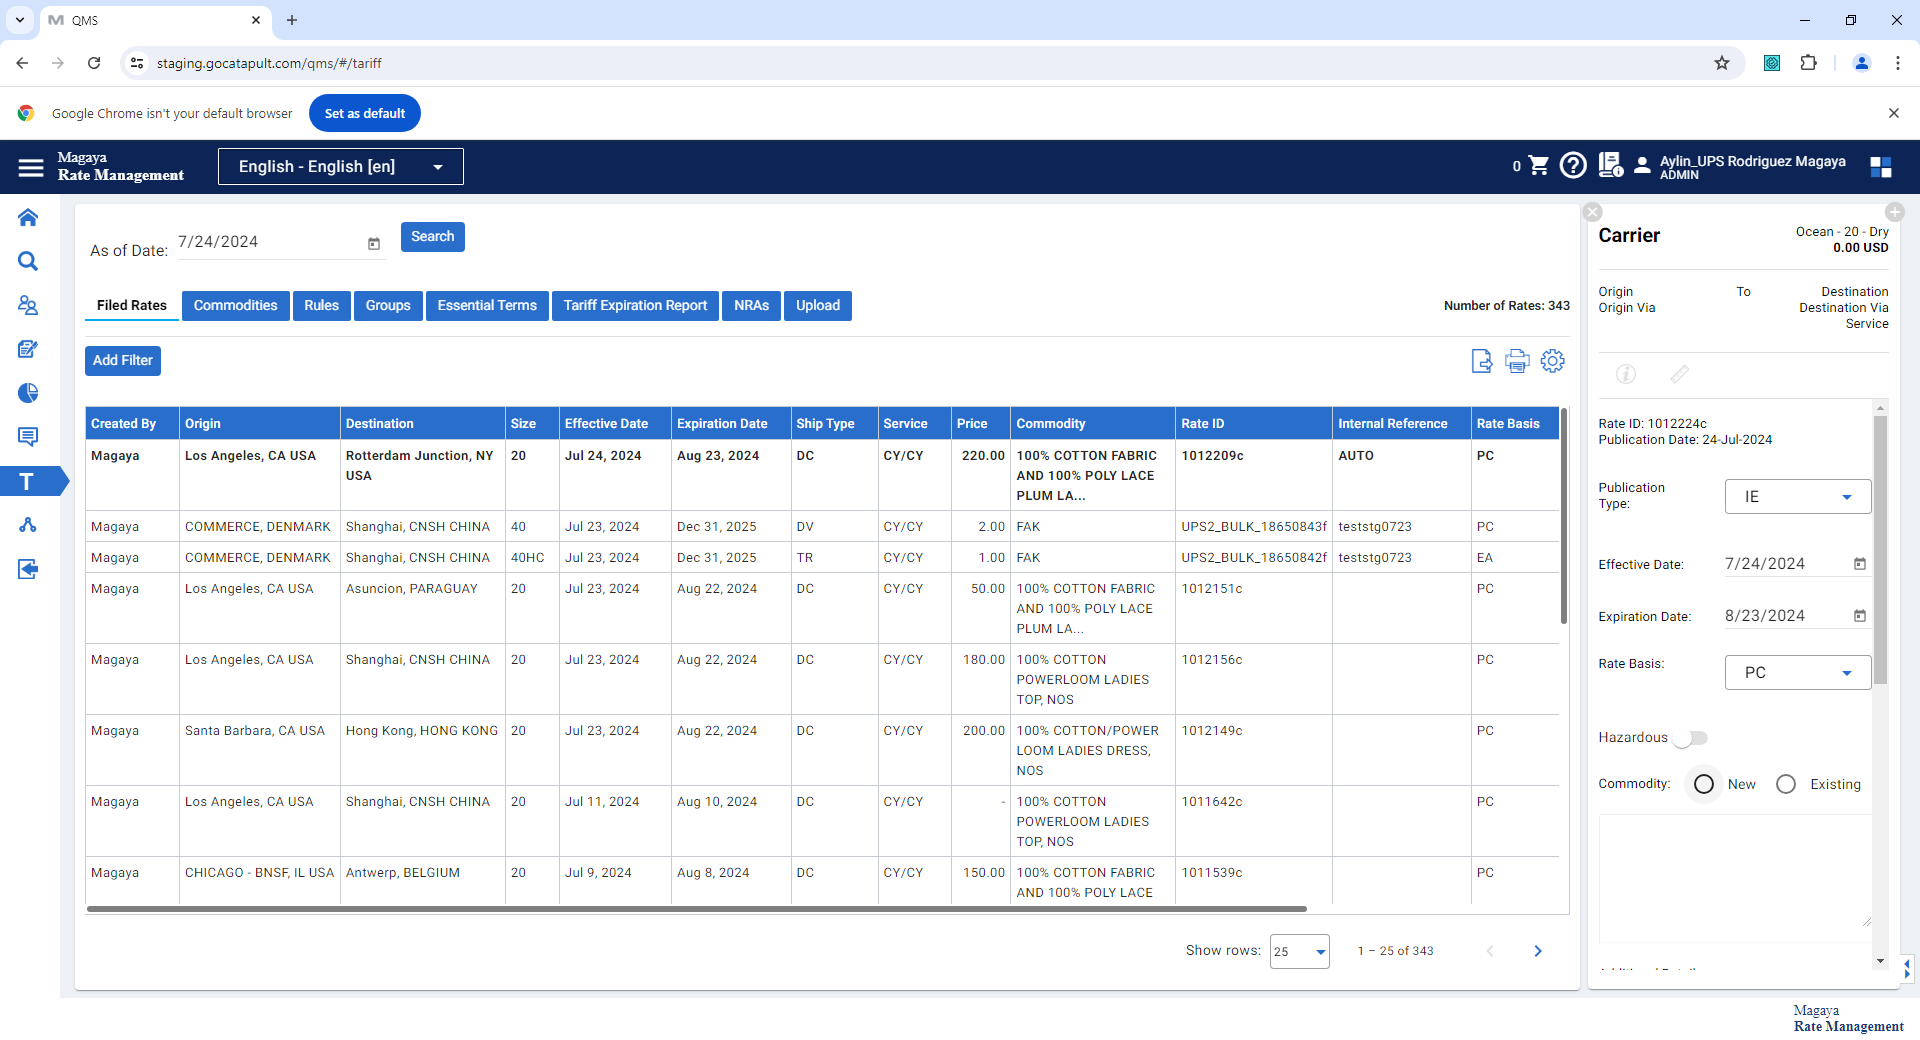 QMS
staging.gocatapult.com/qms/#/tariff
Google Chrome isn't your default browser
Set as default
Magaya
Rate Management
English - English [en]
0
Aylin_UPS Rodriguez Magaya
ADMIN
T
As of Date: 7/24/2024
Search
Filed Rates Commodities Rules Groups Essential Terms Tariff Expiration Report NRAs Upload
Number of Rates: 343
Add Filter
Created By Origin Destination Size Effective Date Expiration Date Ship Type Service Price Commodity Rate ID Internal Reference Rate Basis
Magaya Los Angeles, CA USA Rotterdam Junction, NY 20 Jul 24, 2024 Aug 23, 2024 DC CY/CY 220.00 100% COTTON FABRIC 1012209c AUTO PC
USA AND 100% POLY LACE
PLUM LA...
Magaya COMMERCE, DENMARK Shanghai, CNSH CHINA 40 Jul 23, 2024 Dec 31, 2025 DV CY/CY 2.00 FAK UPS2_BULK_18650843f teststg0723 PC
Magaya COMMERCE, DENMARK Shanghai, CNSH CHINA 40HC Jul 23, 2024 Dec 31, 2025 TR CY/CY 1.00 FAK UPS2_BULK_18650842f teststg0723 EA
Magaya Los Angeles, CA USA Asuncion, PARAGUAY 20 Jul 23, 2024 Aug 22, 2024 DC CY/CY 50.00 100% COTTON FABRIC 1012151c PC
AND 100% POLY LACE
PLUM LA...
Magaya Los Angeles, CA USA Shanghai, CNSH CHINA 20 Jul 23, 2024 Aug 22, 2024 DC CY/CY 180.00 100% COTTON 1012156c PC
POWERLOOM LADIES
TOP, NOS
Magaya Santa Barbara, CA USA Hong Kong, HONG KONG 20 Jul 23, 2024 Aug 22, 2024 DC CY/CY 200.00 100% COTTON/POWER 1012149c PC
LOOM LADIES DRESS,
NOS
Magaya Los Angeles, CA USA Shanghai, CNSH CHINA 20 Jul 11, 2024 Aug 10, 2024 DC CY/CY - 100% COTTON 1011642c PC
POWERLOOM LADIES
TOP, NOS
Magaya CHICAGO - BNSF, IL USA Antwerp, BELGIUM 20 Jul 9, 2024 Aug 8, 2024 DC CY/CY 150.00 100% COTTON FABRIC 1011539c PC
AND 100% POLY LACE
Show rows: 25 1 – 25 of 343
Carrier
Ocean - 20 - Dry
0.00 USD
Origin To Destination
Origin Via Destination Via
Service
Rate ID: 1012224c
Publication Date: 24-Jul-2024
Publication
Type: IE
Effective Date: 7/24/2024
Expiration Date: 8/23/2024
Rate Basis: PC
Hazardous
Commodity: New Existing
Magaya
Rate Management